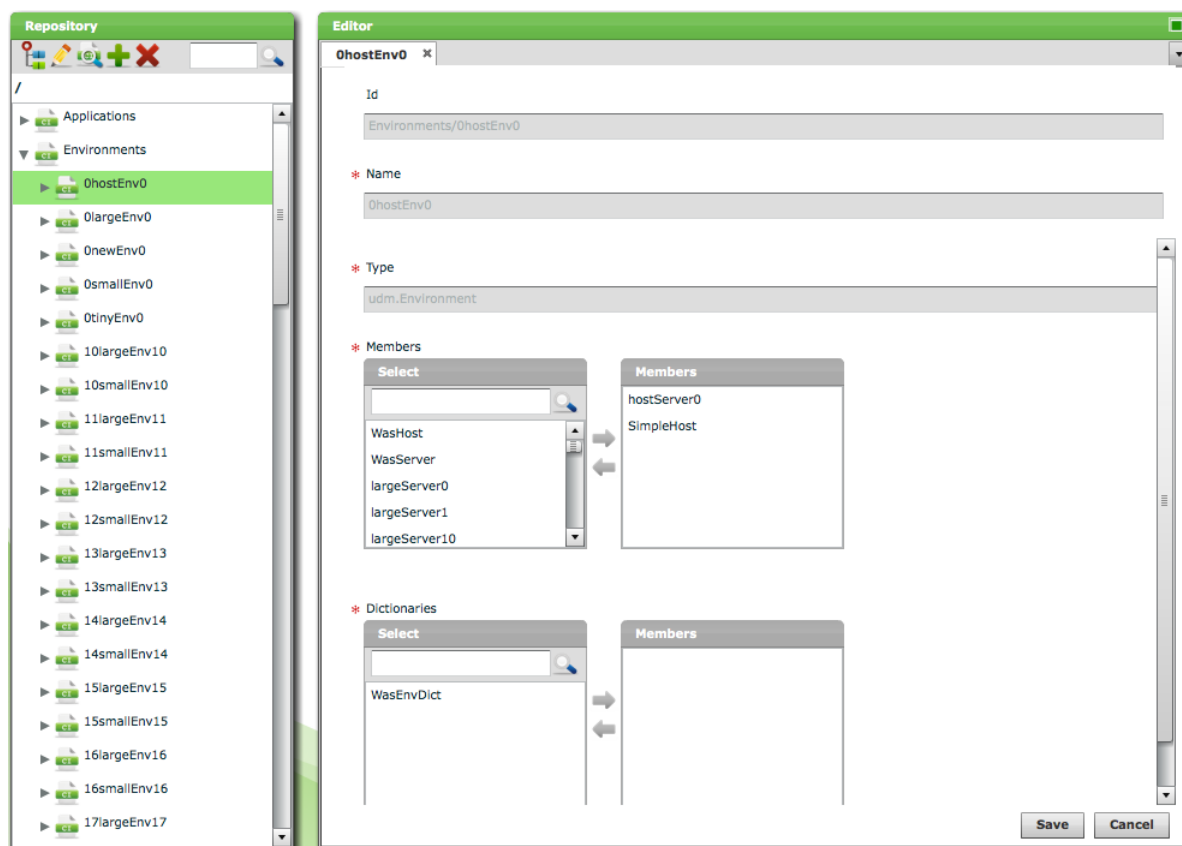 Repository
/
Applications
Environments
0hostEnv0
0largeEnv0
0newEnv0
0smallEnv0
0tinyEnv0
10largeEnv10
10smallEnv10
11largeEnv11
11smallEnv11
12largeEnv12
12smallEnv12
13largeEnv13
13smallEnv13
14largeEnv14
14smallEnv14
15largeEnv15
15smallEnv15
16largeEnv16
16smallEnv16
17largeEnv17
Editor
0hostEnv0
Id
Environments/0hostEnv0
* Name
0hostEnv0
* Type
udm.Environment
* Members
Select
WasHost
WasServer
largeServer0
largeServer1
largeServer10
Members
hostServer0
SimpleHost
* Dictionaries
Select
WasEnvDict
Members
Save Cancel